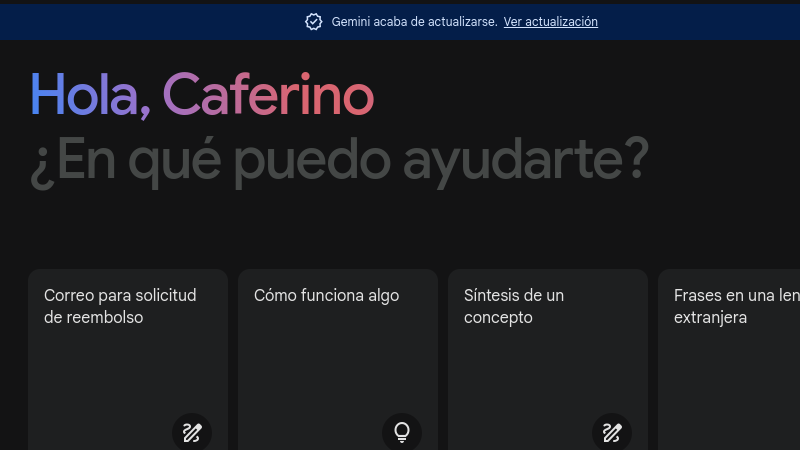 Gemini acaba de actualizarse. Ver actualización
Hola, Caferino
¿En qué puedo ayudarte?
Correo para solicitud
de reembolso
Cómo funciona algo
Síntesis de un
concepto
Frases en una len
extranjera